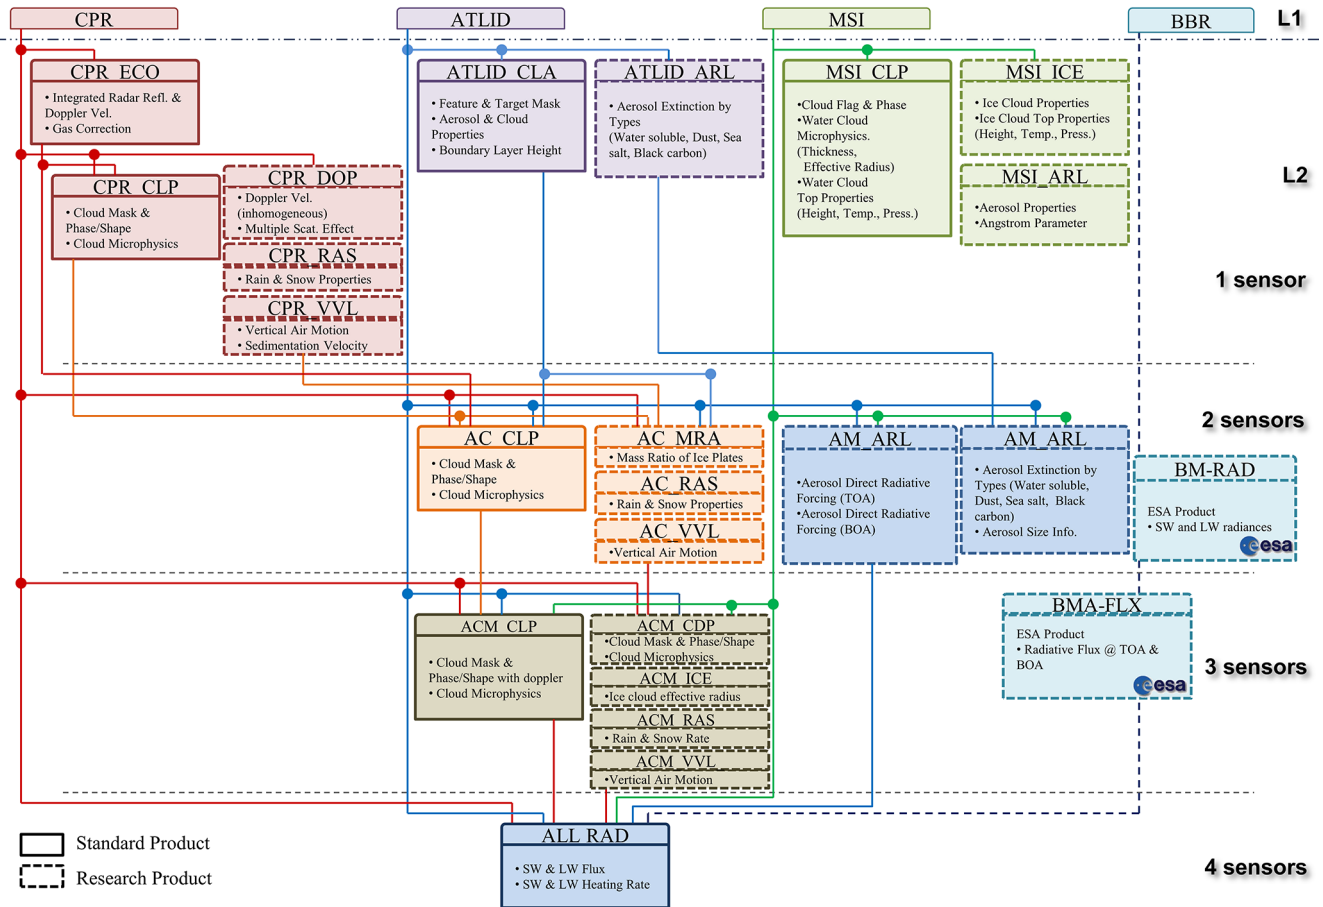 CPR
ATLID
MSI
BBR
L1
CPR_ECO
• Integrated Radar Refl. &
Doppler Vel.
• Gas Correction
ATLID_CLA
• Feature & Target Mask
• Aerosol & Cloud
Properties
• Boundary Layer Height
ATLID_ARL
• Aerosol Extinction by
Types
(Water soluble, Dust, Sea
salt, Black carbon)
MSI_CLP
•Cloud Flag & Phase
•Water Cloud
Microphysics.
(Thickness,
Effective Radius)
•Water Cloud
Top Properties
(Height, Temp., Press.)
MSI_ICE
• Ice Cloud Properties
•Ice Cloud Top Properties
(Height, Temp., Press.)
MSI_ARL
•Aerosol Properties
•Angstrom Parameter
L2
CPR_CLP
• Cloud Mask &
Phase/Shape
• Cloud Microphysics
CPR_DOP
• Doppler Vel.
(inhomogeneous)
• Multiple Scat. Effect
CPR_RAS
• Rain & Snow Properties
CPR_VVL
• Vertical Air Motion
• Sedimentation Velocity
1 sensor
2 sensors
AC_CLP
• Cloud Mask &
Phase/Shape
• Cloud Microphysics
AC_MRA
• Mass Ratio of Ice Plates
AC_RAS
• Rain & Snow Properties
AC_VVL
•Vertical Air Motion
AM_ARL
•Aerosol Direct Radiative
Forcing (TOA)
•Aerosol Direct Radiative
Forcing (BOA)
AM_ARL
• Aerosol Extinction by
Types (Water soluble,
Dust, Sea salt, Black
carbon)
• Aerosol Size Info.
BM-RAD
ESA Product
• SW and LW radiances
esa
ACM_CLP
• Cloud Mask &
Phase/Shape with doppler
• Cloud Microphysics
ACM_CDP
•Cloud Mask & Phase/Shape
•Cloud Microphysics
ACM_ICE
•Ice cloud effective radius
ACM_RAS
• Rain & Snow Rate
ACM_VVL
•Vertical Air Motion
BMA-FLX
ESA Product
• Radiative Flux @ TOA &
BOA
esa
3 sensors
ALL RAD
• SW & LW Flux
• SW & LW Heating Rate
4 sensors
Standard Product
Research Product